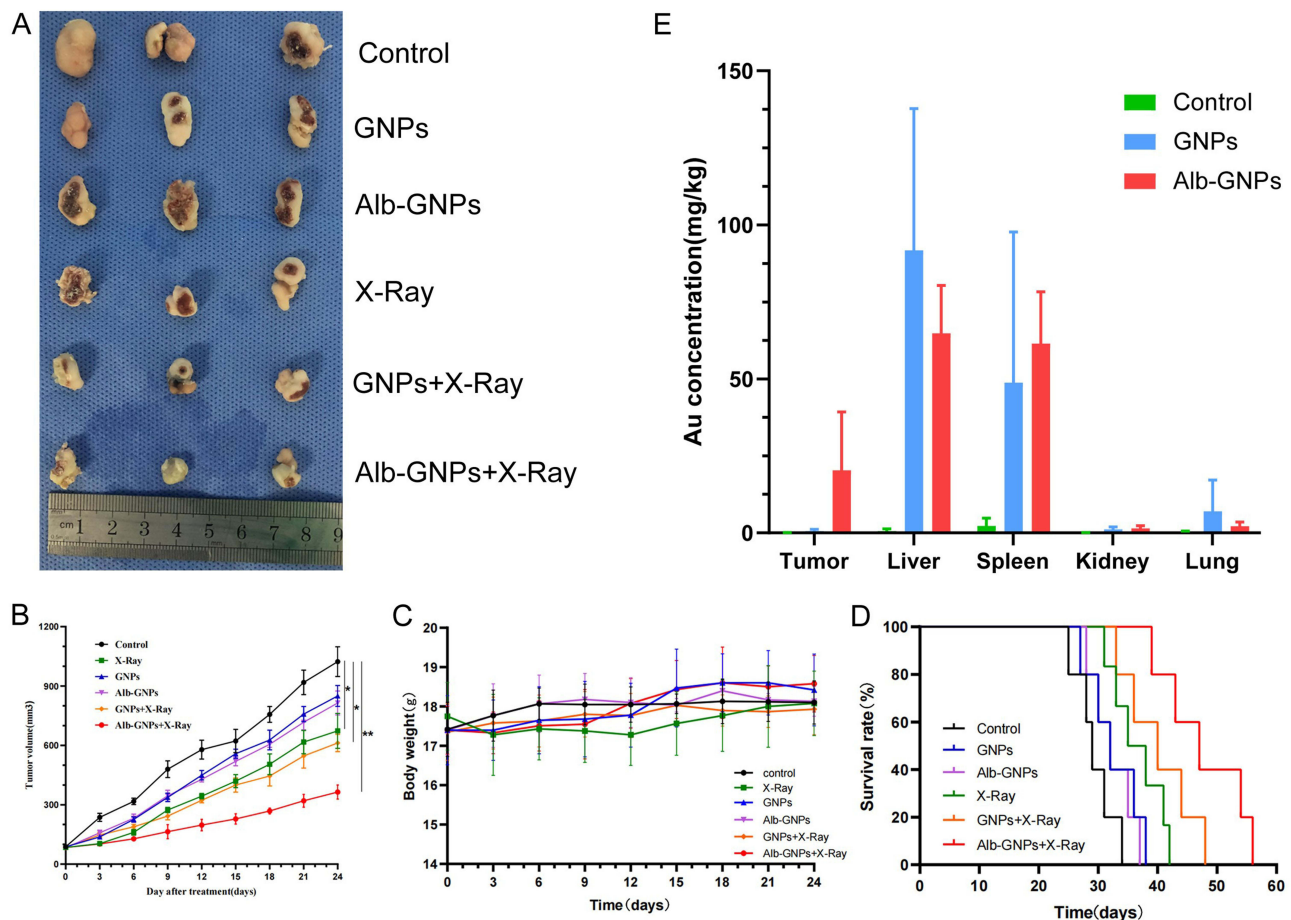 A
Control
GNPs
Alb-GNPs
X-Ray
GNPs+X-Ray
Alb-GNPs+X-Ray
cm 1 2 3 4 5 6 7 8 9
E
Au concentration(mg/kg)
150
100
50
0
Control
GNPs
Alb-GNPs
Tumor Liver Spleen Kidney Lung
B
Tumor volume(mm3)
1200
900
600
300
0
Control
X-Ray
GNPs
Alb-GNPs
GNPs+X-Ray
Alb-GNPs+X-Ray
*
*
**
0 3 6 9 12 15 18 21 24
Day after treatment(days)
C
Body weight(g)
20
19
18
17
16
15
14
control
X-Ray
GNPs
Alb-GNPs
GNPs+X-Ray
Alb-GNPs+X-Ray
0 3 6 9 12 15 18 21 24
Time(days)
D
Survival rate(%)
100
80
60
40
20
0
Control
GNPs
Alb-GNPs
X-Ray
GNPs+X-Ray
Alb-GNPs+X-Ray
0 10 20 30 40 50 60
Time(days)